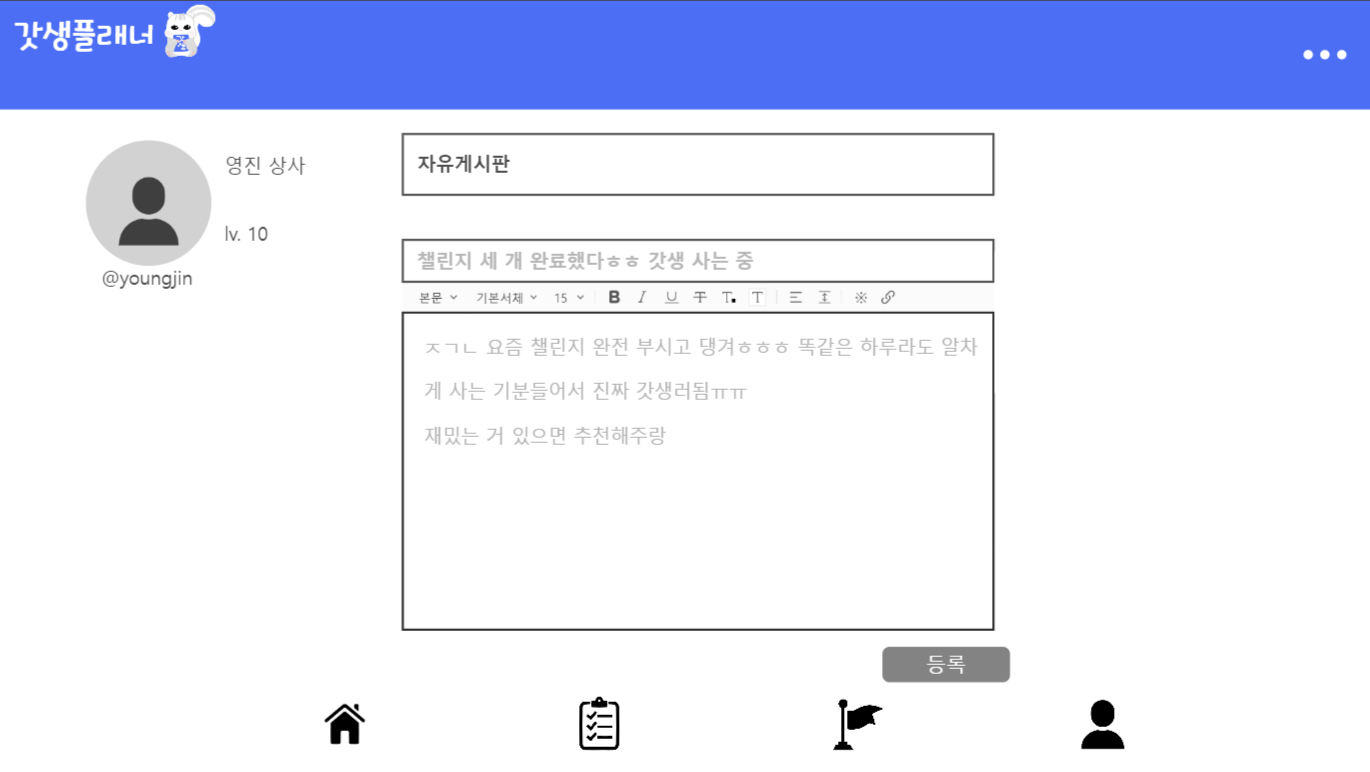 갓생플래너
영진 상사
lv. 10
@youngjin
자유게시판
챌린지 세 개 완료했다ㅎㅎ 갓생 사는 중
본문 기본서체 15 B I U T T T ※
ㅈㄱㄴ 요즘 챌린지 완전 부시고 댕겨ㅎㅎㅎ 똑같은 하루라도 알차
게 사는 기분들어서 진짜 갓생러됨ㅠㅠ
재밌는 거 있으면 추천해주랑
등록